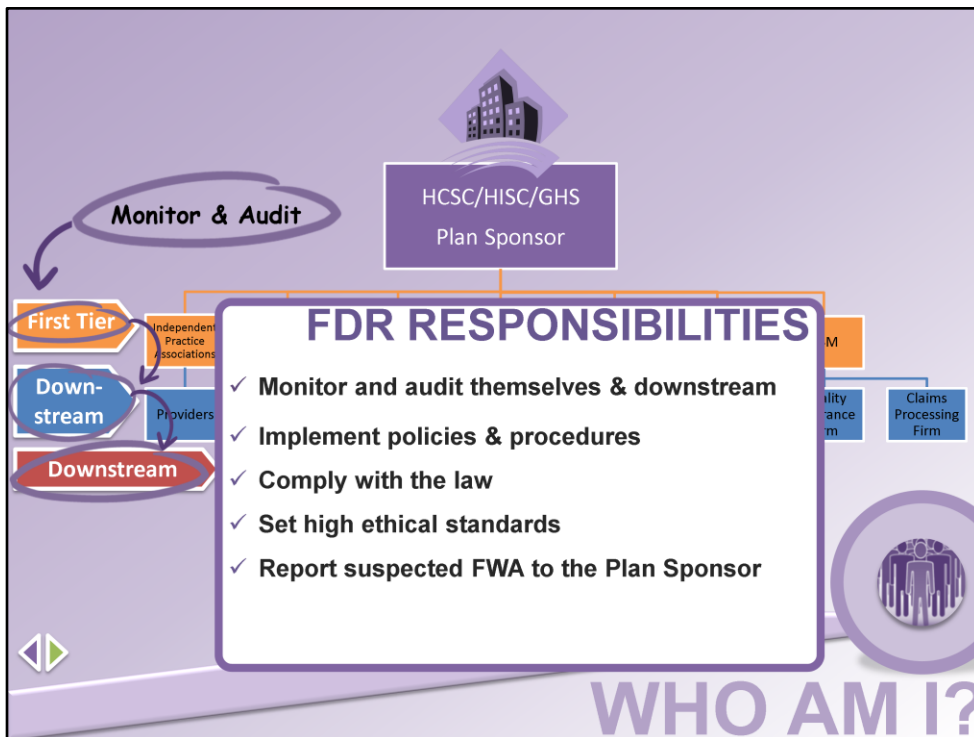 HCSC/HISC/GHS
Plan Sponsor
Monitor & Audit
First Tier
Independent
Practice
Associations
Down-
stream
Providers
Downstream
FDR RESPONSIBILITIES
✓ Monitor and audit themselves & downstream
✓ Implement policies & procedures
✓ Comply with the law
✓ Set high ethical standards
✓ Report suspected FWA to the Plan Sponsor
Claims
Processing
Firm
WHO AM I?